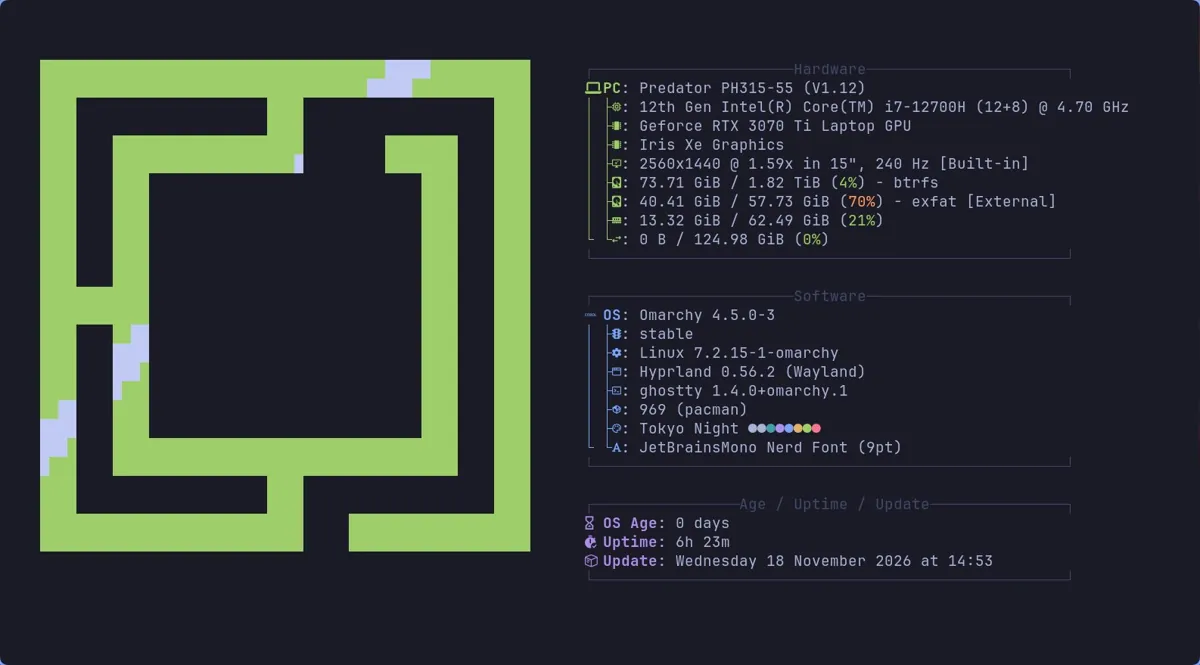 Hardware
PC: Predator PH315-55 (V1.12)
: 12th Gen Intel(R) Core(TM) i7-12700H (12+8) @ 4.70 GHz
: Geforce RTX 3070 Ti Laptop GPU
: Iris Xe Graphics
: 2560x1440 @ 1.59x in 15", 240 Hz [Built-in]
: 73.71 GiB / 1.82 TiB (4%) - btrfs
: 40.41 GiB / 57.73 GiB (70%) - exfat [External]
: 13.32 GiB / 62.49 GiB (21%)
: 0 B / 124.98 GiB (0%)
Software
OS: Omarchy 4.5.0-3
: stable
: Linux 7.2.15-1-omarchy
: Hyprland 0.56.2 (Wayland)
: ghostty 1.4.0+omarchy.1
: 969 (pacman)
: Tokyo Night
: JetBrainsMono Nerd Font (9pt)
Age / Uptime / Update
OS Age: 0 days
Uptime: 6h 23m
Update: Wednesday 18 November 2026 at 14:53